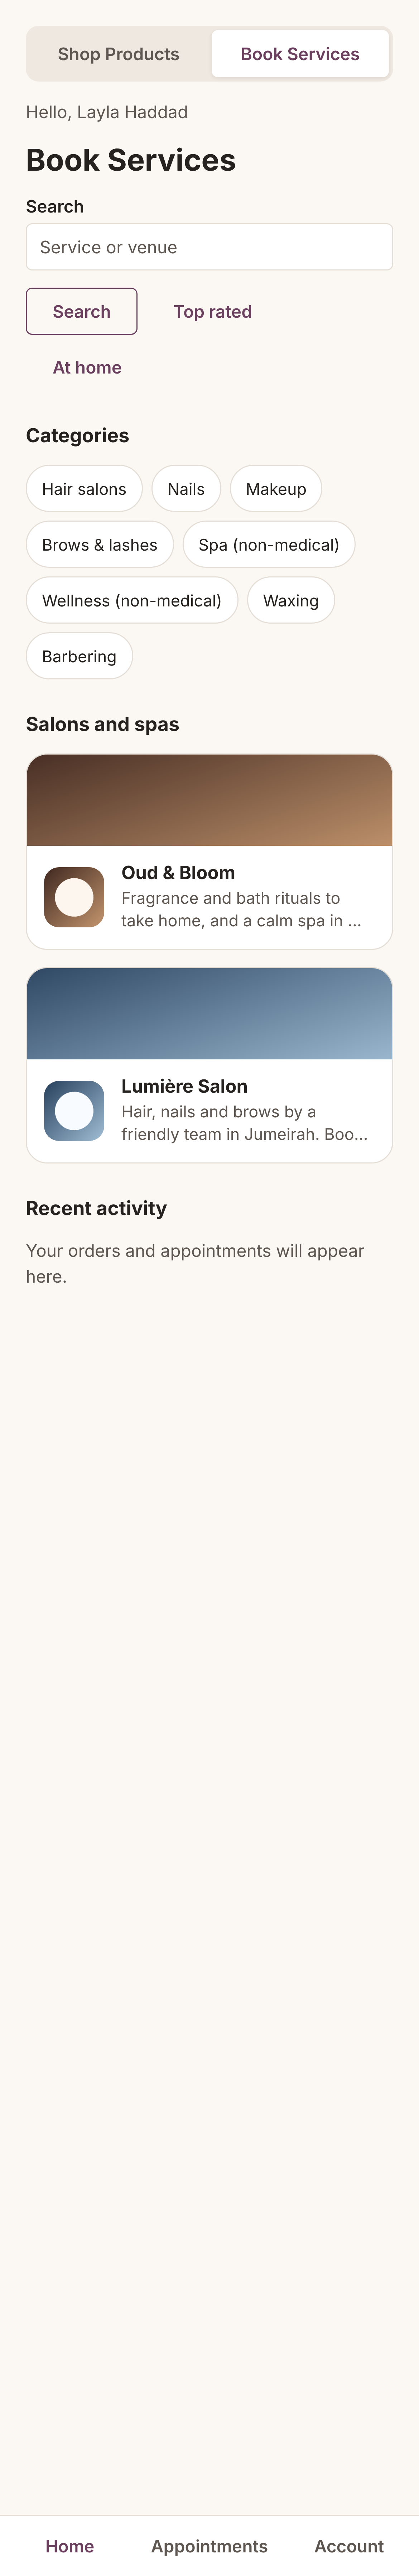 Shop Products
Book Services
Hello, Layla Haddad
Book Services
Search
Service or venue
Search
Top rated
At home
Categories
Hair salons
Nails
Makeup
Brows & lashes
Spa (non-medical)
Wellness (non-medical)
Waxing
Barbering
Salons and spas
Oud & Bloom
Fragrance and bath rituals to
take home, and a calm spa in ...
Lumière Salon
Hair, nails and brows by a
friendly team in Jumeirah. Boo...
Recent activity
Your orders and appointments will appear
here.
Home
Appointments
Account